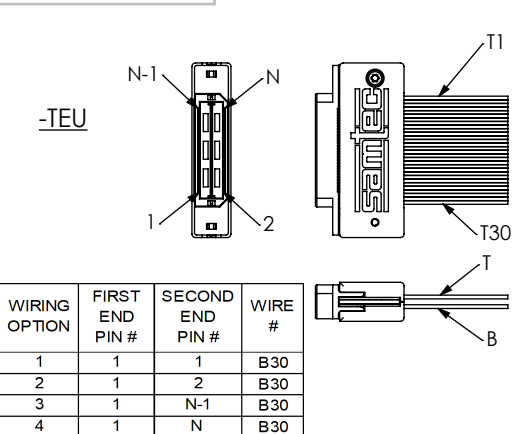 T1
N-1
N
-TEU
samtec
1
2
T30
T
B
WIRING OPTION FIRST END PIN # SECOND END PIN # WIRE #
1 1 1 B30
2 1 2 B30
3 1 N-1 B30
4 1 N B30